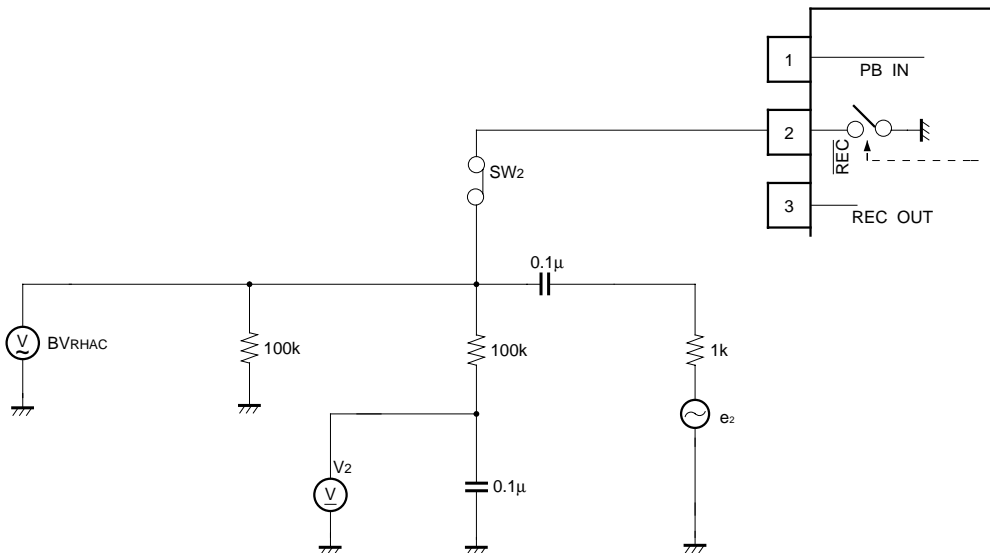 1
PB IN
2
REC
3
REC OUT
SW2
0.1µ
V
~
BVRHAC
100k
100k
1k
e2
~
V2
V
0.1µ